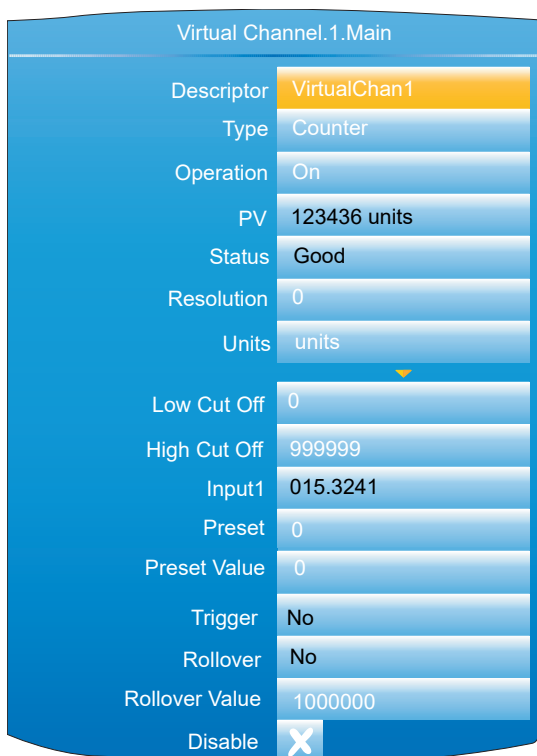 Virtual Channel.1.Main
Descriptor VirtualChan1
Type Counter
Operation On
PV 123436 units
Status Good
Resolution 0
Units units
Low Cut Off 0
High Cut Off 999999
Input1 015.3241
Preset 0
Preset Value 0
Trigger No
Rollover No
Rollover Value 1000000
Disable